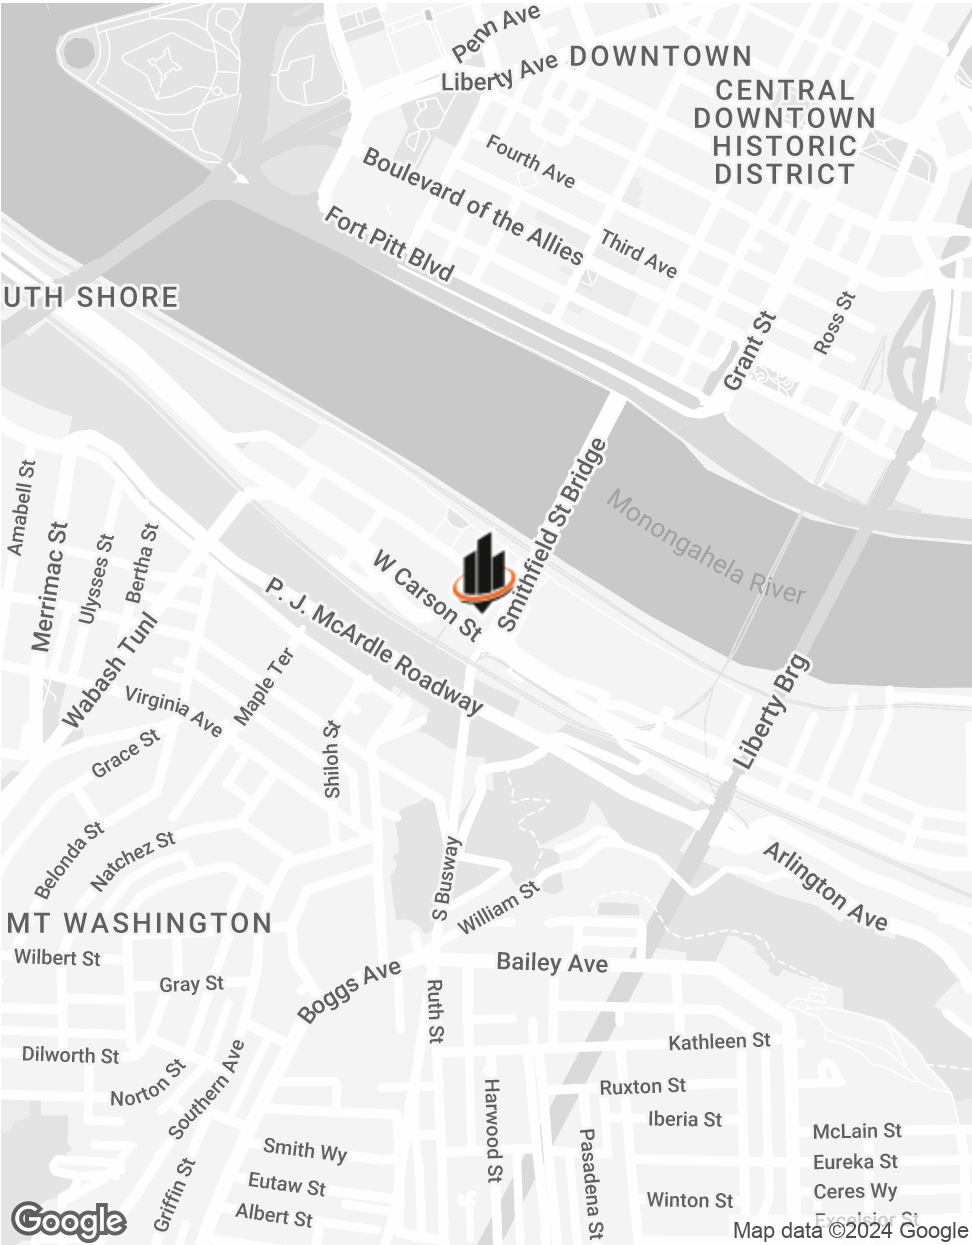 Penn Ave
Liberty Ave
DOWNTOWN
CENTRAL
DOWNTOWN
HISTORIC
DISTRICT
Fourth Ave
Boulevard of the Allies
Fort Pitt Blvd
Third Ave
UTH SHORE
Ross St
Grant St
Smithfield St Bridge
Monongahela River
Amabell St
Merrimac St
Ulysses St
Bertha St
W Carson St
P. J. McArdle Roadway
Wabash Tunl
Maple Ter
Virginia Ave
Liberty Brg
Grace St
Shiloh St
Belonda St
Natchez St
S Busway
William St
Arlington Ave
MT WASHINGTON
Wilbert St
Gray St
Boggs Ave
Bailey Ave
Ruth St
Dilworth St
Norton St
Southern Ave
Kathleen St
Ruxton St
Harwood St
Iberia St
Pasadena St
McLain St
Smith Wy
Eureka St
Griffin St
Eutaw St
Winton St
Ceres Wy
Albert St
Excelsior St
Google
Map data ©2024 Google